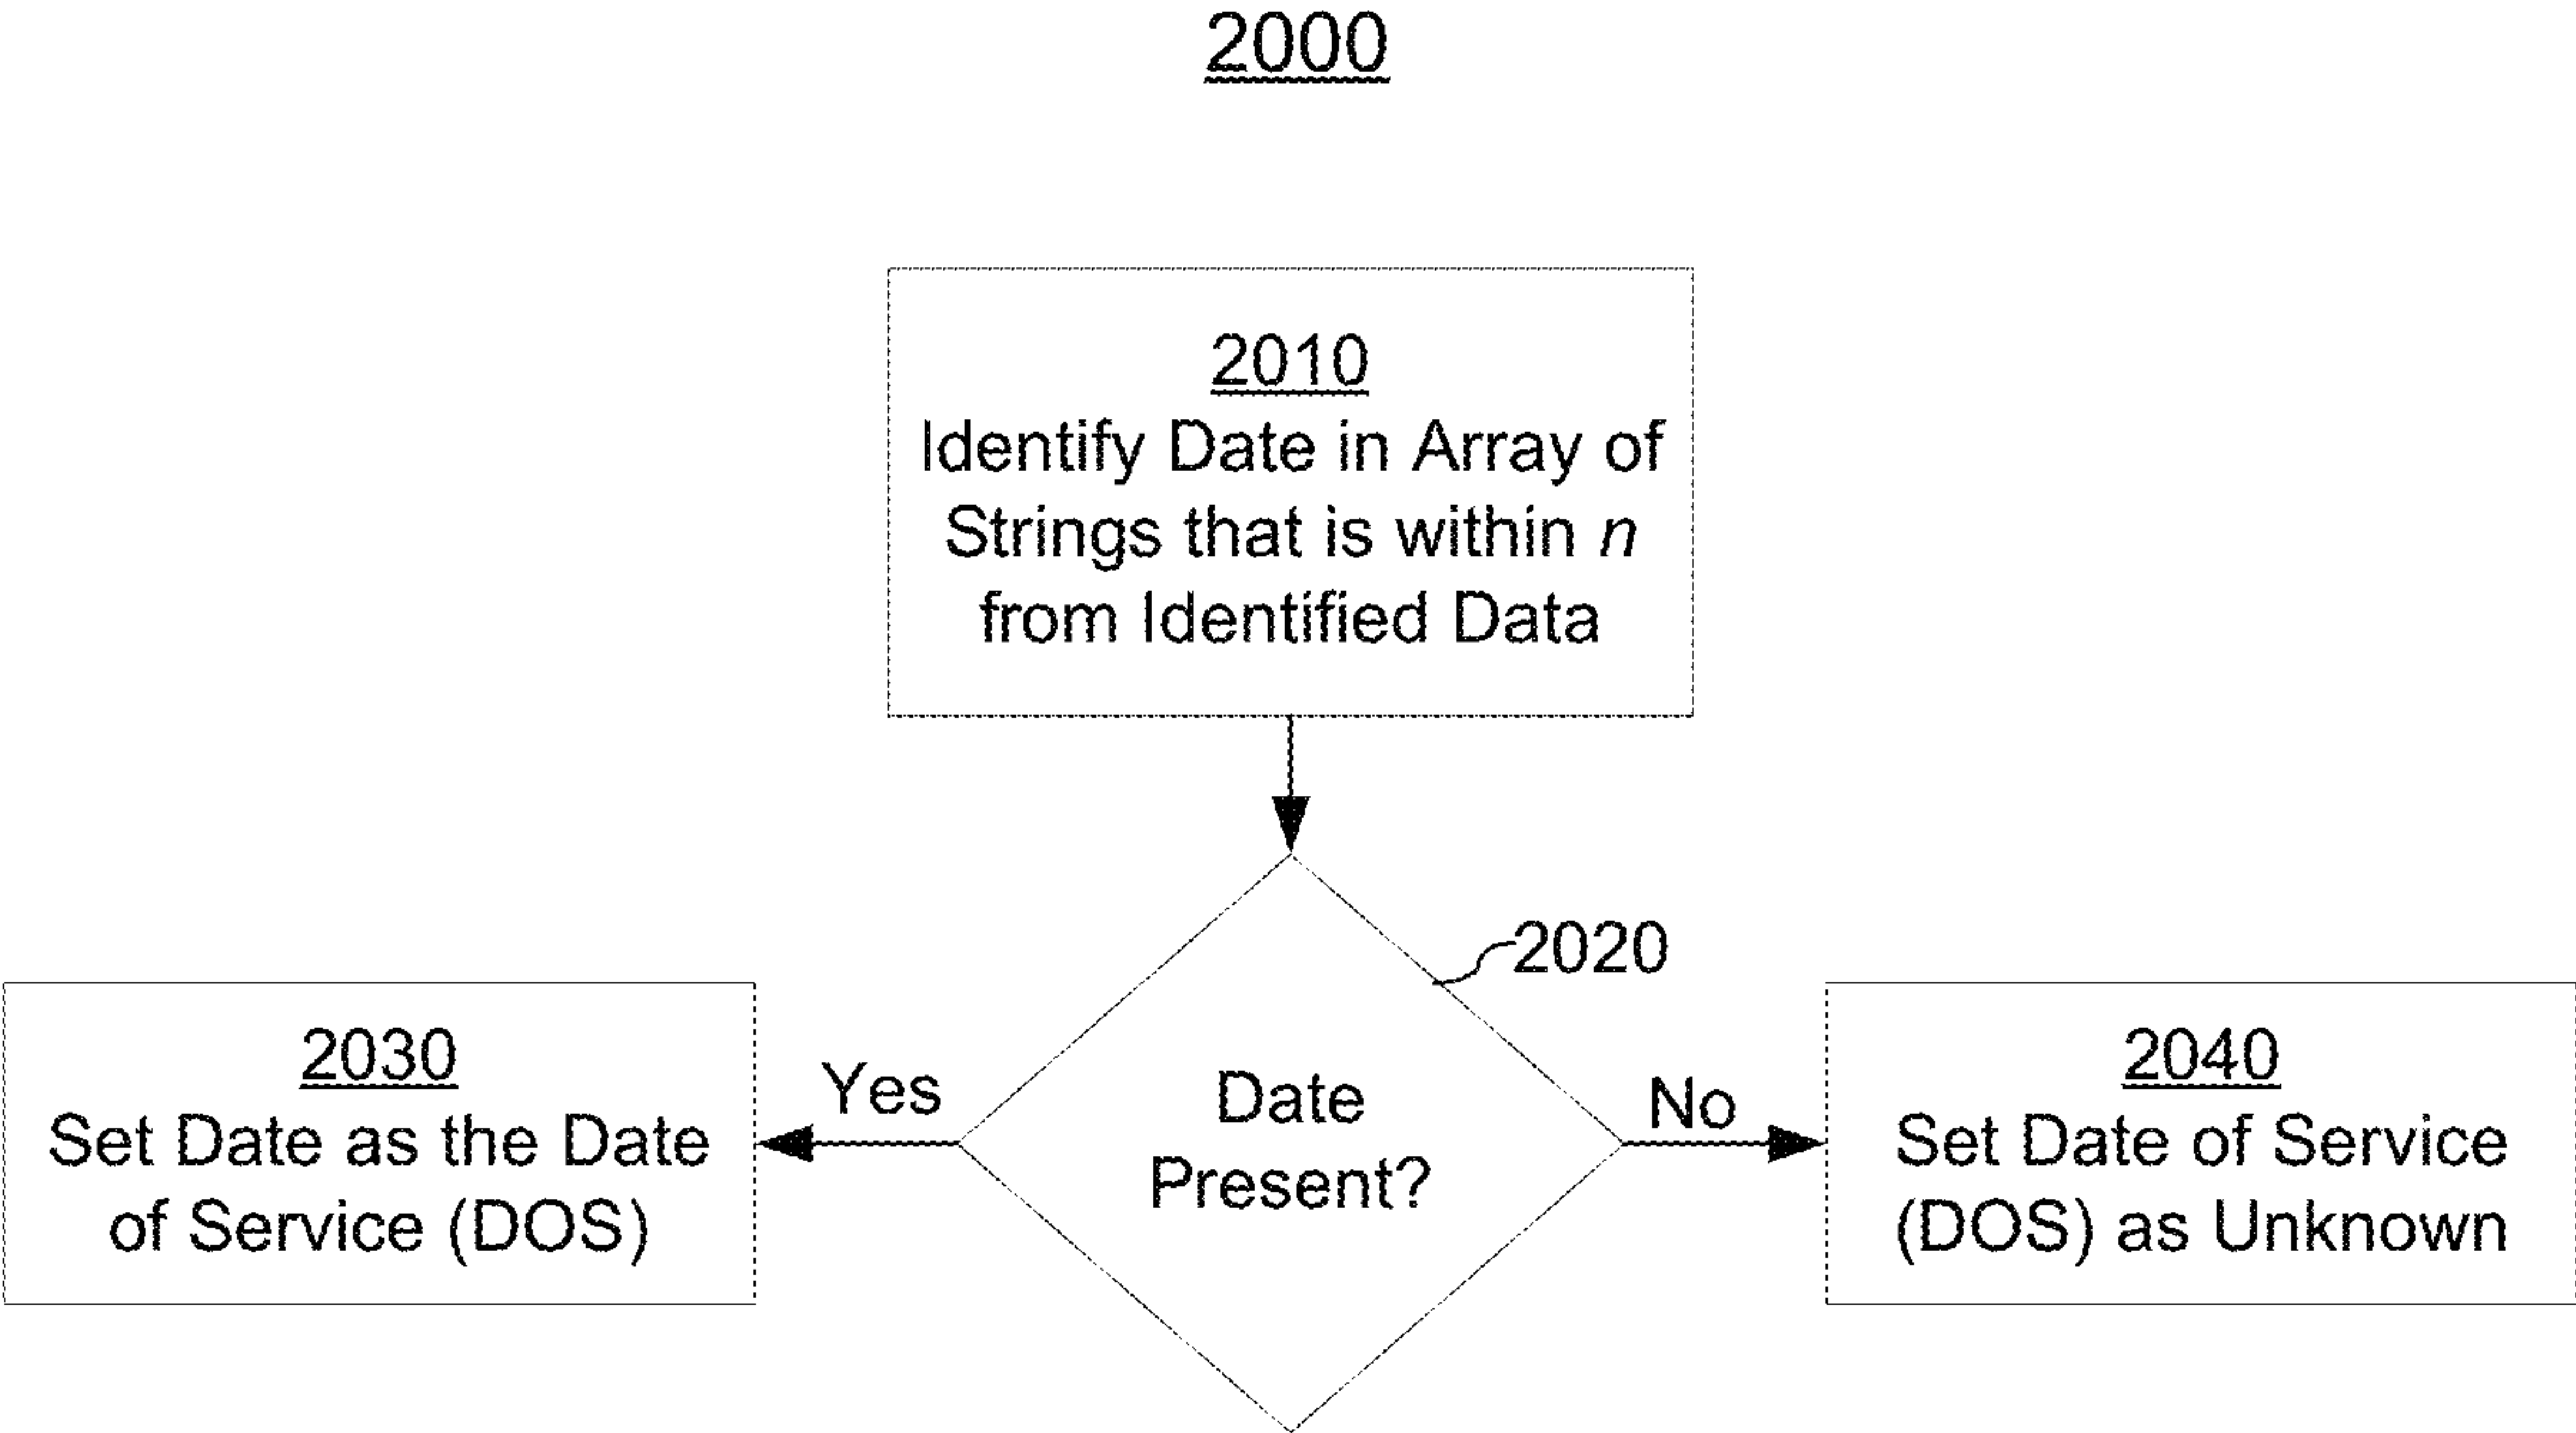 2000
2010
Identify Date in Array of
Strings that is within n
from Identified Data
2020
Date
Present?
Yes
2030
Set Date as the Date
of Service (DOS)
No
2040
Set Date of Service
(DOS) as Unknown